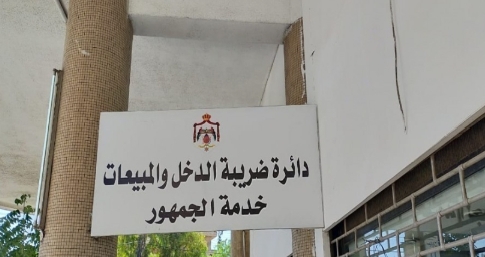 دائرة ضريبة الدخل والمبيعات
خدمة الجمهور